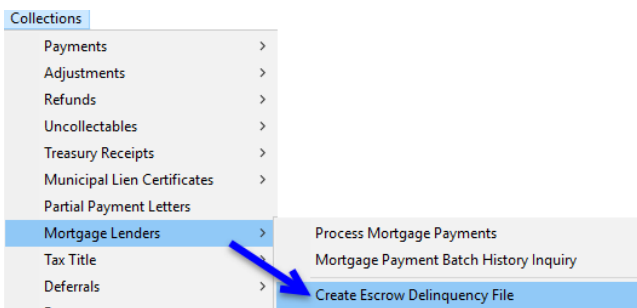 Collections
Payments
Adjustments
Refunds
Uncollectables
Treasury Receipts
Municipal Lien Certificates
Partial Payment Letters
Mortgage Lenders
Process Mortgage Payments
Tax Title
Mortgage Payment Batch History Inquiry
Deferrals
Create Escrow Delinquency File